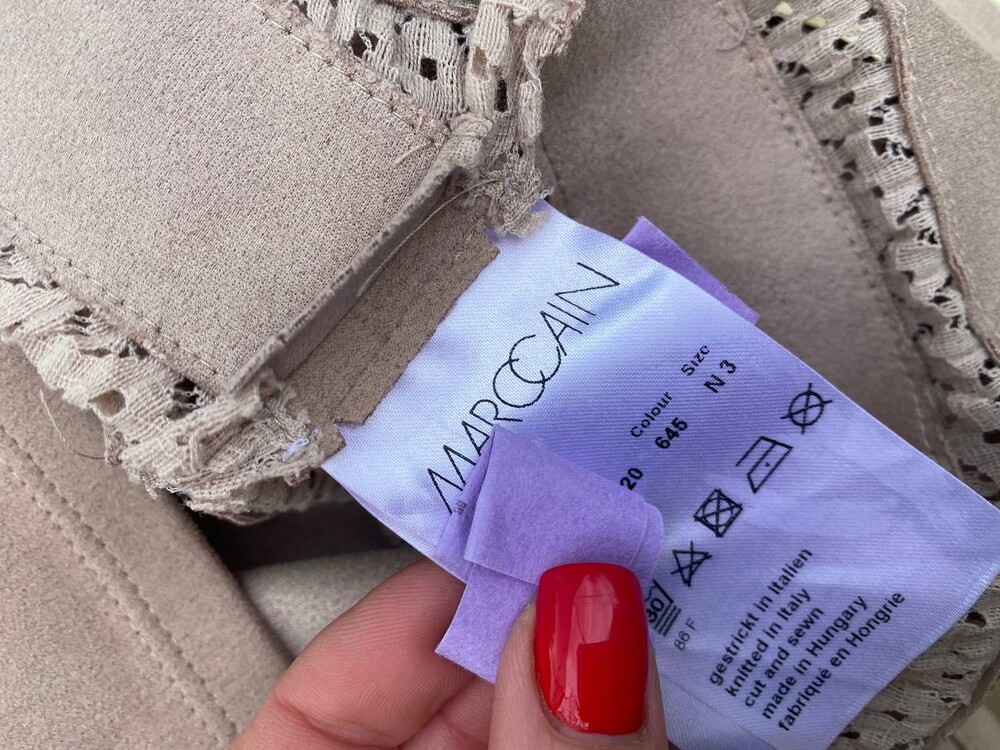 MARCCAIN
Colour Size
20 645 N 3
30
86 F
gestrickt in Italien
knitted in Italy
cut and sewn
made in Hungary
fabriqué en Hongrie